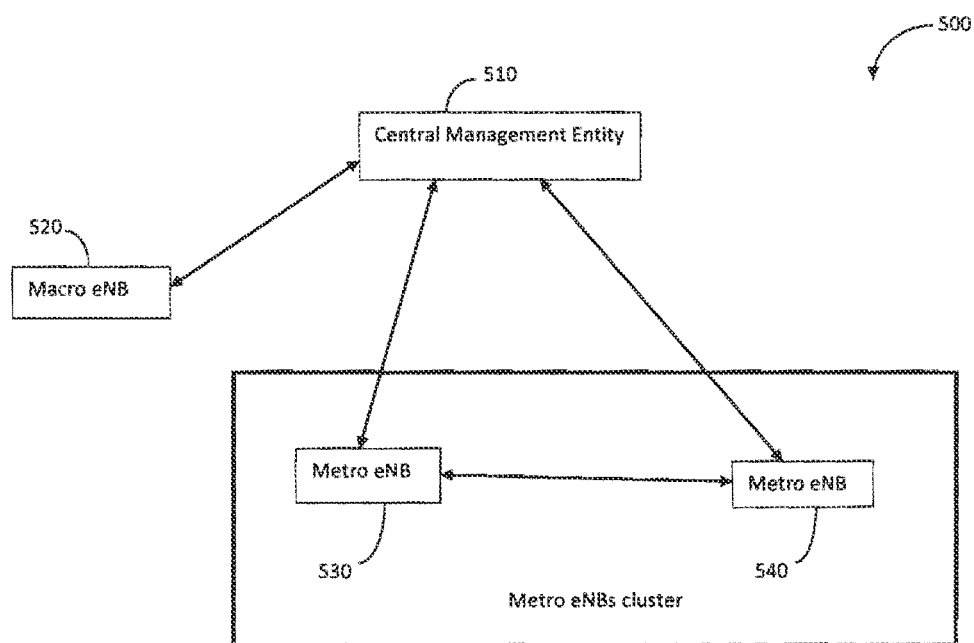 500
510
Central Management Entity
520
Macro eNB
Metro eNB
Metro eNB
530
540
Metro eNBs cluster